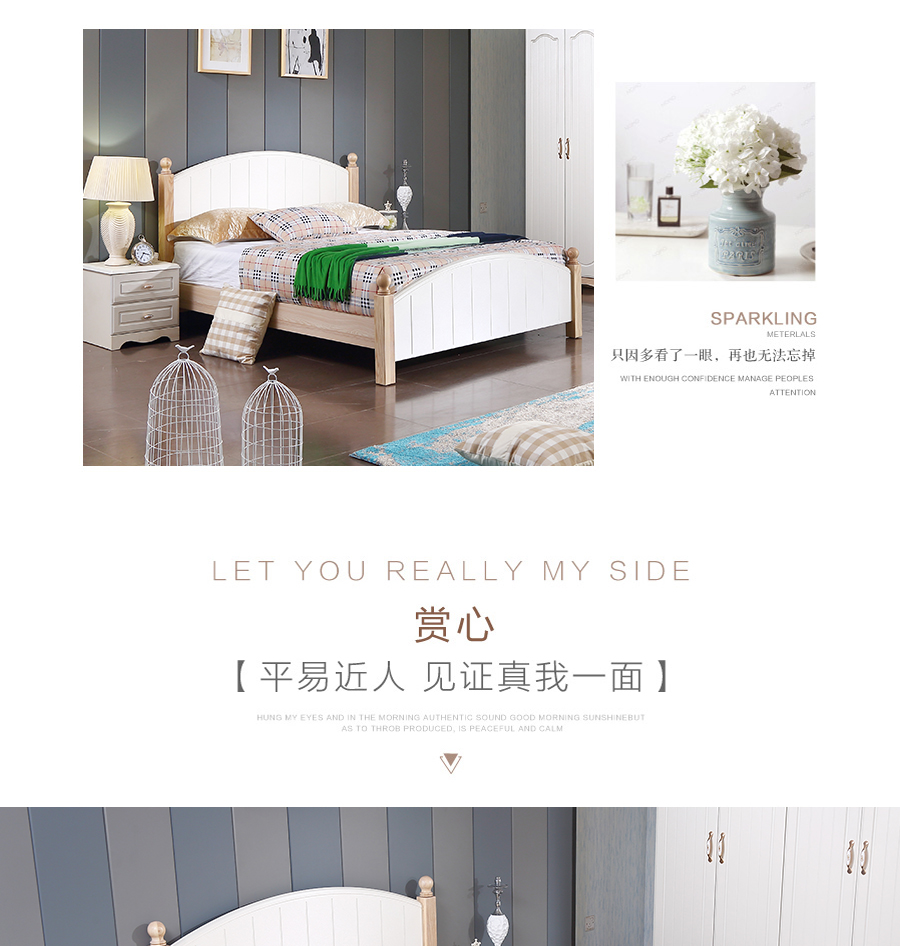 SPARKLING
METERLALS
只因多看了一眼，再也无法忘掉
WITH ENOUGH CONFIDENCE MANAGE PEOPLES
ATTENTION
LET YOU REALLY MY SIDE
赏心
【 平易近人 见证真我一面 】
HUNG MY EYES AND IN THE MORNING AUTHENTIC SOUND GOOD MORNING SUNSHINEBUT
AS TO THROB PRODUCED, IS PEACEFUL AND CALM